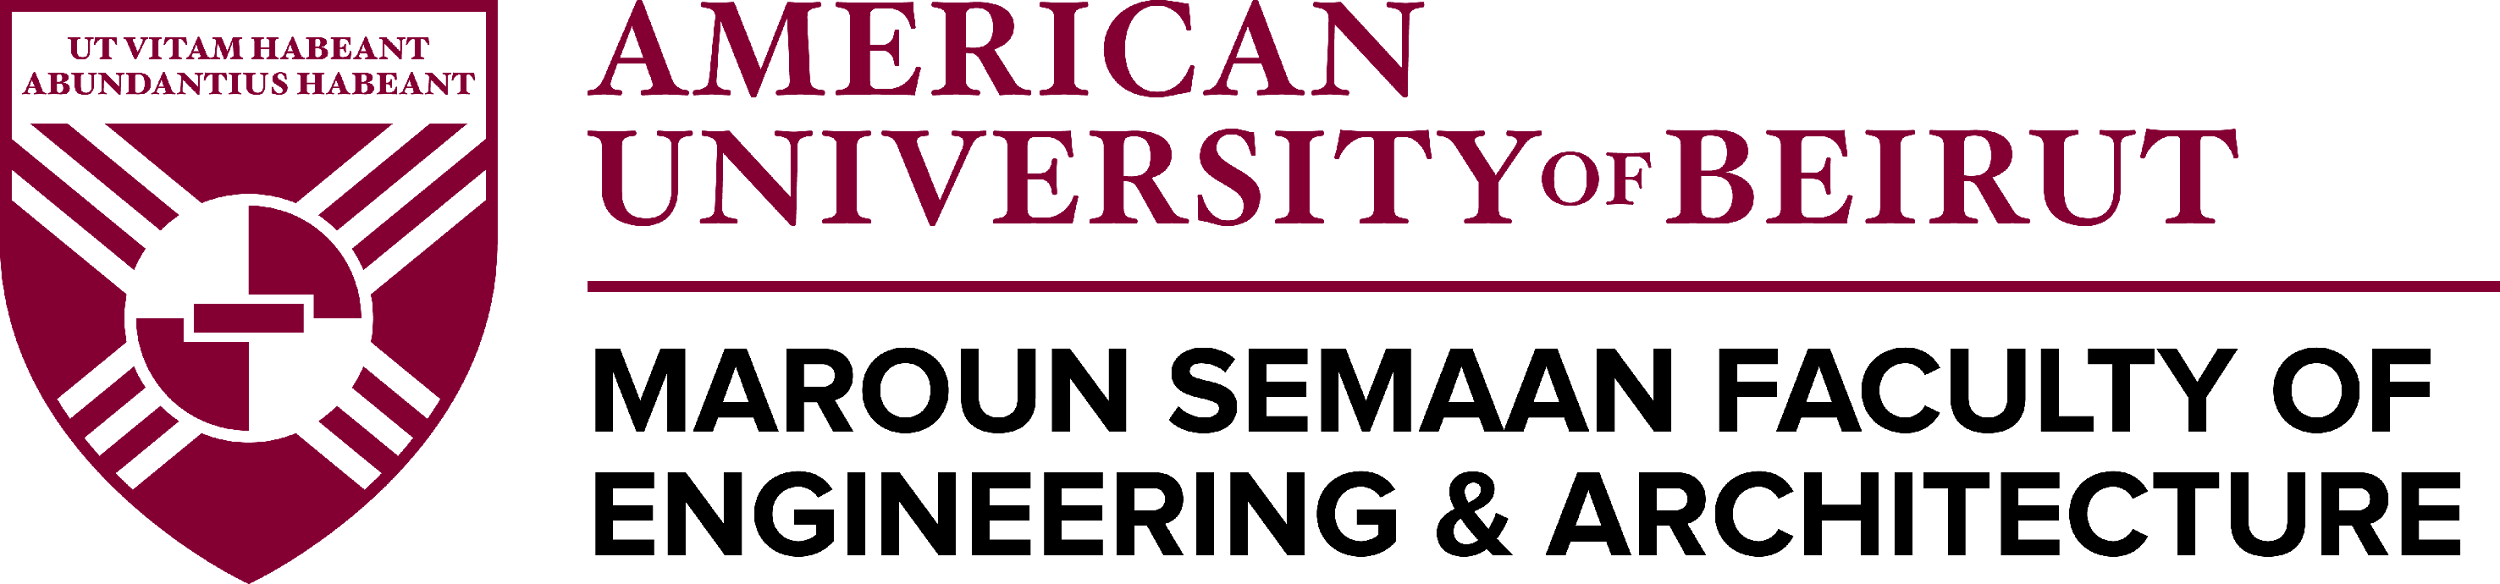 UT VITAM HABEANT
ABUNDANTIUS HABEANT
AMERICAN
UNIVERSITY OF BEIRUT
MAROUN SEMAAN FACULTY OF
ENGINEERING & ARCHITECTURE